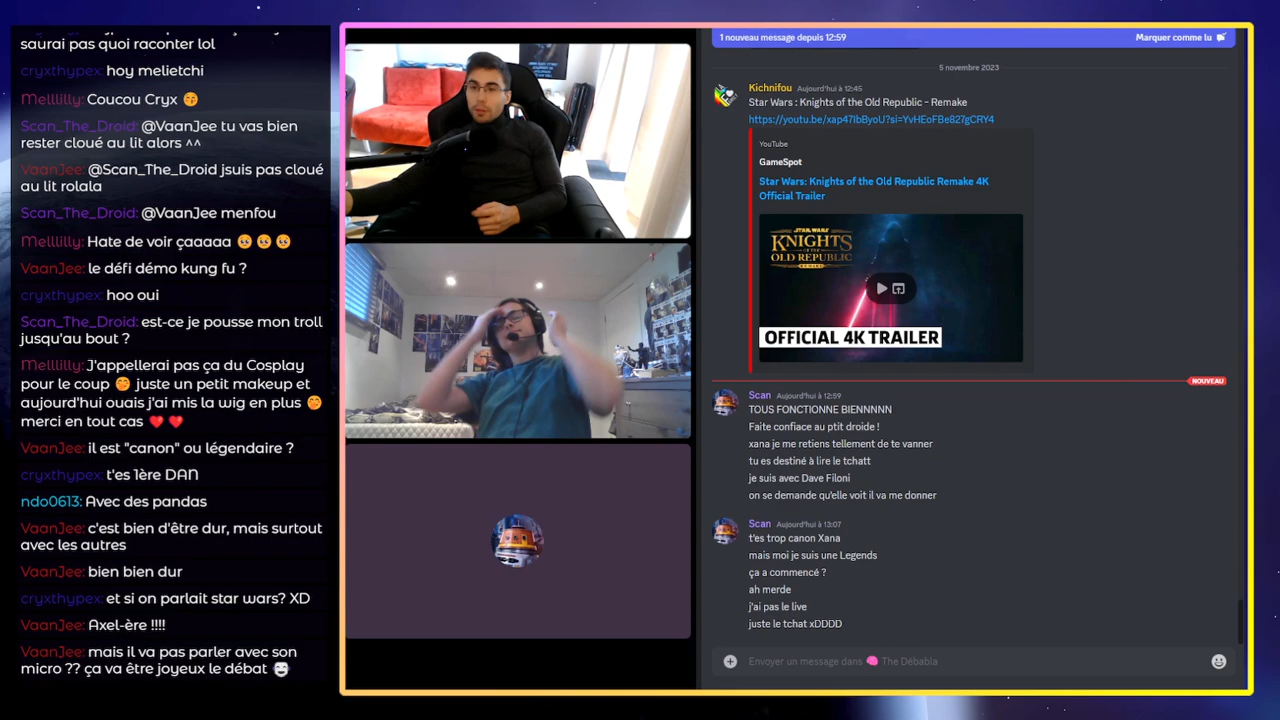 saurai pas quoi raconter lol
cryxthypex: hoy melietchi
Melllilly: Coucou Cryx 😚
Scan_The_Droid: @VaanJee tu vas bien
rester cloué au lit alors ^^
VaanJee: @Scan_The_Droid jsuis pas cloué
au lit rolala
Scan_The_Droid: @VaanJee menfou
Melllilly: Hate de voir çaaaaa 🥺🥺🥺
VaanJee: le défi démo kung fu ?
cryxthypex: hoo oui
Scan_The_Droid: est-ce je pousse mon troll
jusqu'au bout ?
Melllilly: J'appellerai pas ça du Cosplay
pour le coup 🤭 juste un petit makeup et
aujourd'hui ouais j'ai mis la wig en plus 🤭
merci en tout cas ❤️ ❤️
VaanJee: il est "canon" ou légendaire ?
cryxthypex: t'es 1ère DAN
ndo0613: Avec des pandas
VaanJee: c'est bien d'être dur, mais surtout
avec les autres
VaanJee: bien bien dur
cryxthypex: et si on parlait star wars? XD
VaanJee: Axel-ère !!!!
VaanJee: mais il va pas parler avec son
micro ?? ça va être joyeux le débat
1 nouveau message depuis 12:59
Marquer comme lu
5 novembre 2023
Kichnifou Aujourd'hui à 12:45
Star Wars : Knights of the Old Republic - Remake
https://youtu.be/xap47IbByoU?si=YvHEoFBe827gCRY4
YouTube
GameSpot
Star Wars: Knights of the Old Republic Remake 4K
Official Trailer
STAR WARS
KNIGHTS
OF THE
OLD REPUBLIC
REMAKE
OFFICIAL 4K TRAILER
NOUVEAU
Scan Aujourd'hui à 12:59
TOUS FONCTIONNE BIENNNNN
Faite confiace au ptit droide !
xana je me retiens tellement de te vanner
tu es destiné à lire le tchatt
je suis avec Dave Filoni
on se demande qu'elle voit il va me donner
Scan Aujourd'hui à 13:07
t'es trop canon Xana
mais moi je suis une Legends
ça a commencé ?
ah merde
j'ai pas le live
juste le tchat xDDDD
Envoyer un message dans 🧠 The Débabla